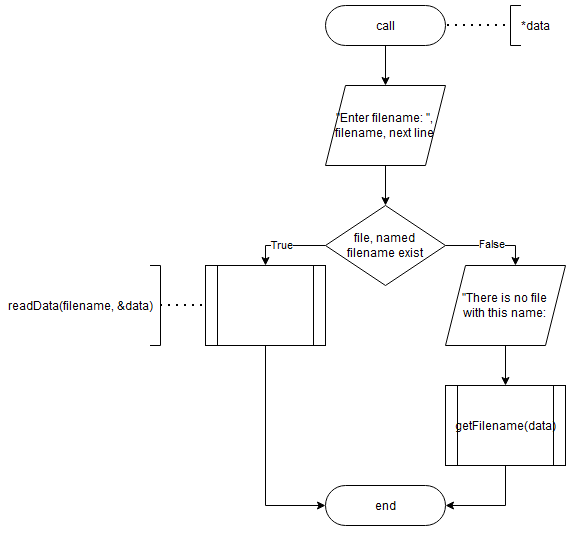 call
*data
"Enter filename: ",
filename, next line
file, named
filename exist
True
False
readData(filename, &data)
"There is no file
with this name:
getFilename(data)
end